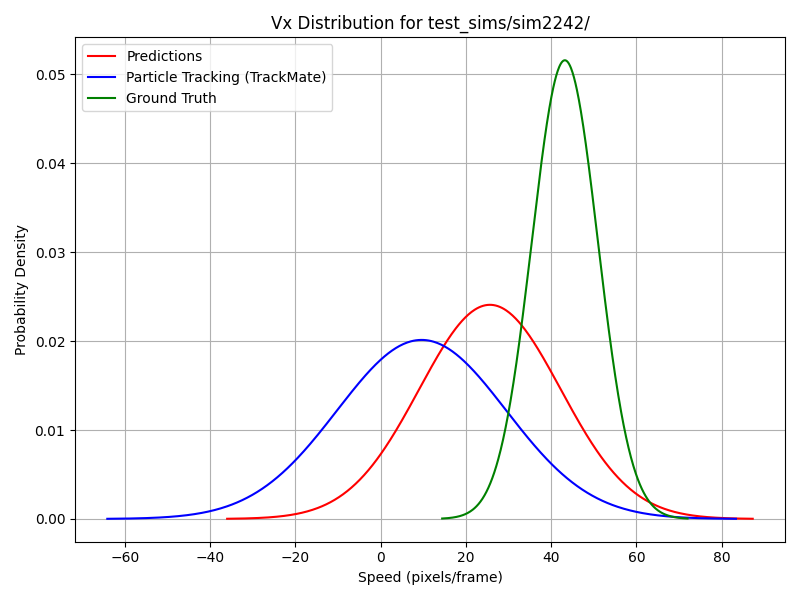 Vx Distribution for test_sims/sim2242/
Predictions
Particle Tracking (TrackMate)
Ground Truth
Probability Density
0.05
0.04
0.03
0.02
0.01
0.00
−60 −40 −20 0 20 40 60 80
Speed (pixels/frame)